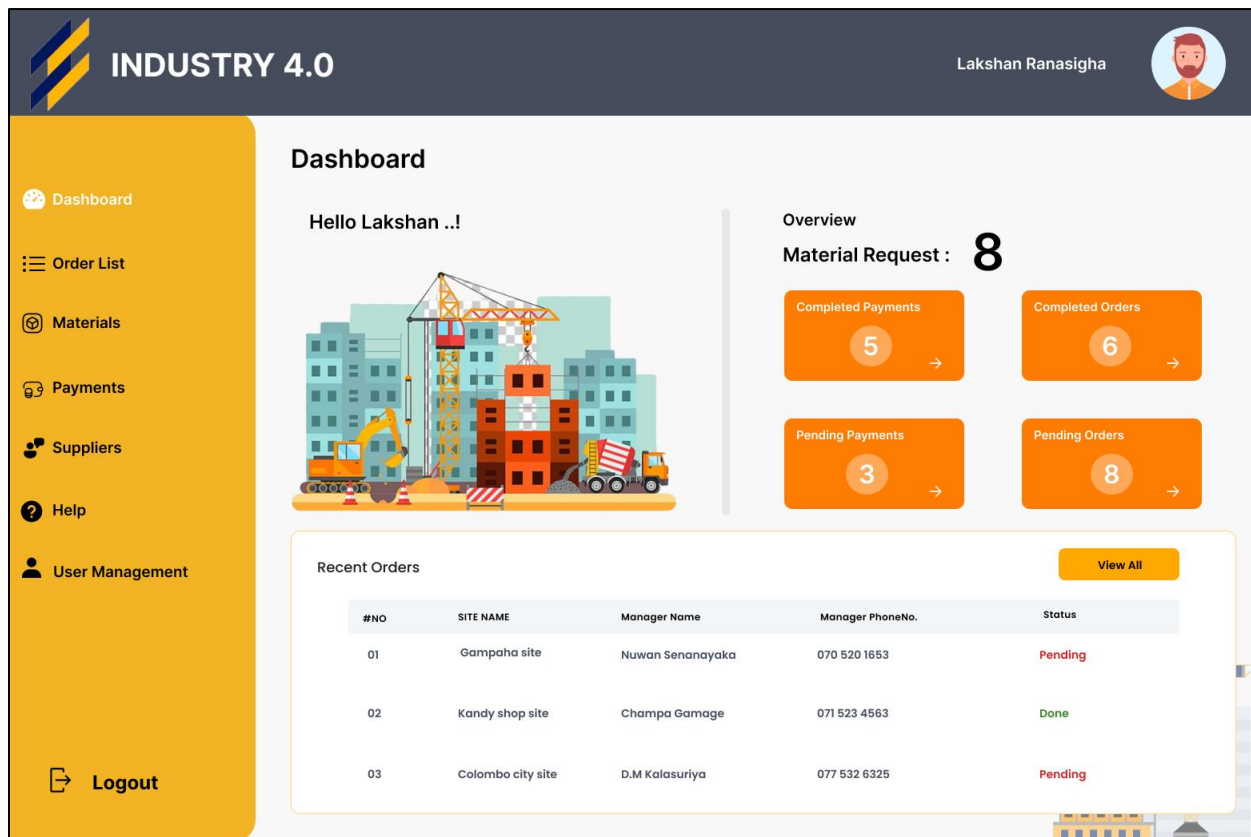 INDUSTRY 4.0
Lakshan Ranasigha
Dashboard
Order List
Materials
Payments
Suppliers
Help
User Management
Logout
Dashboard
Hello Lakshan ..!
Overview
Material Request : 8
Completed Payments
5
Completed Orders
6
Pending Payments
3
Pending Orders
8
Recent Orders
View All
#NO SITE NAME Manager Name Manager PhoneNo. Status
01 Gampaha site Nuwan Senanayaka 070 520 1653 Pending
02 Kandy shop site Champa Gamage 071 523 4563 Done
03 Colombo city site D.M Kalasuriya 077 532 6325 Pending